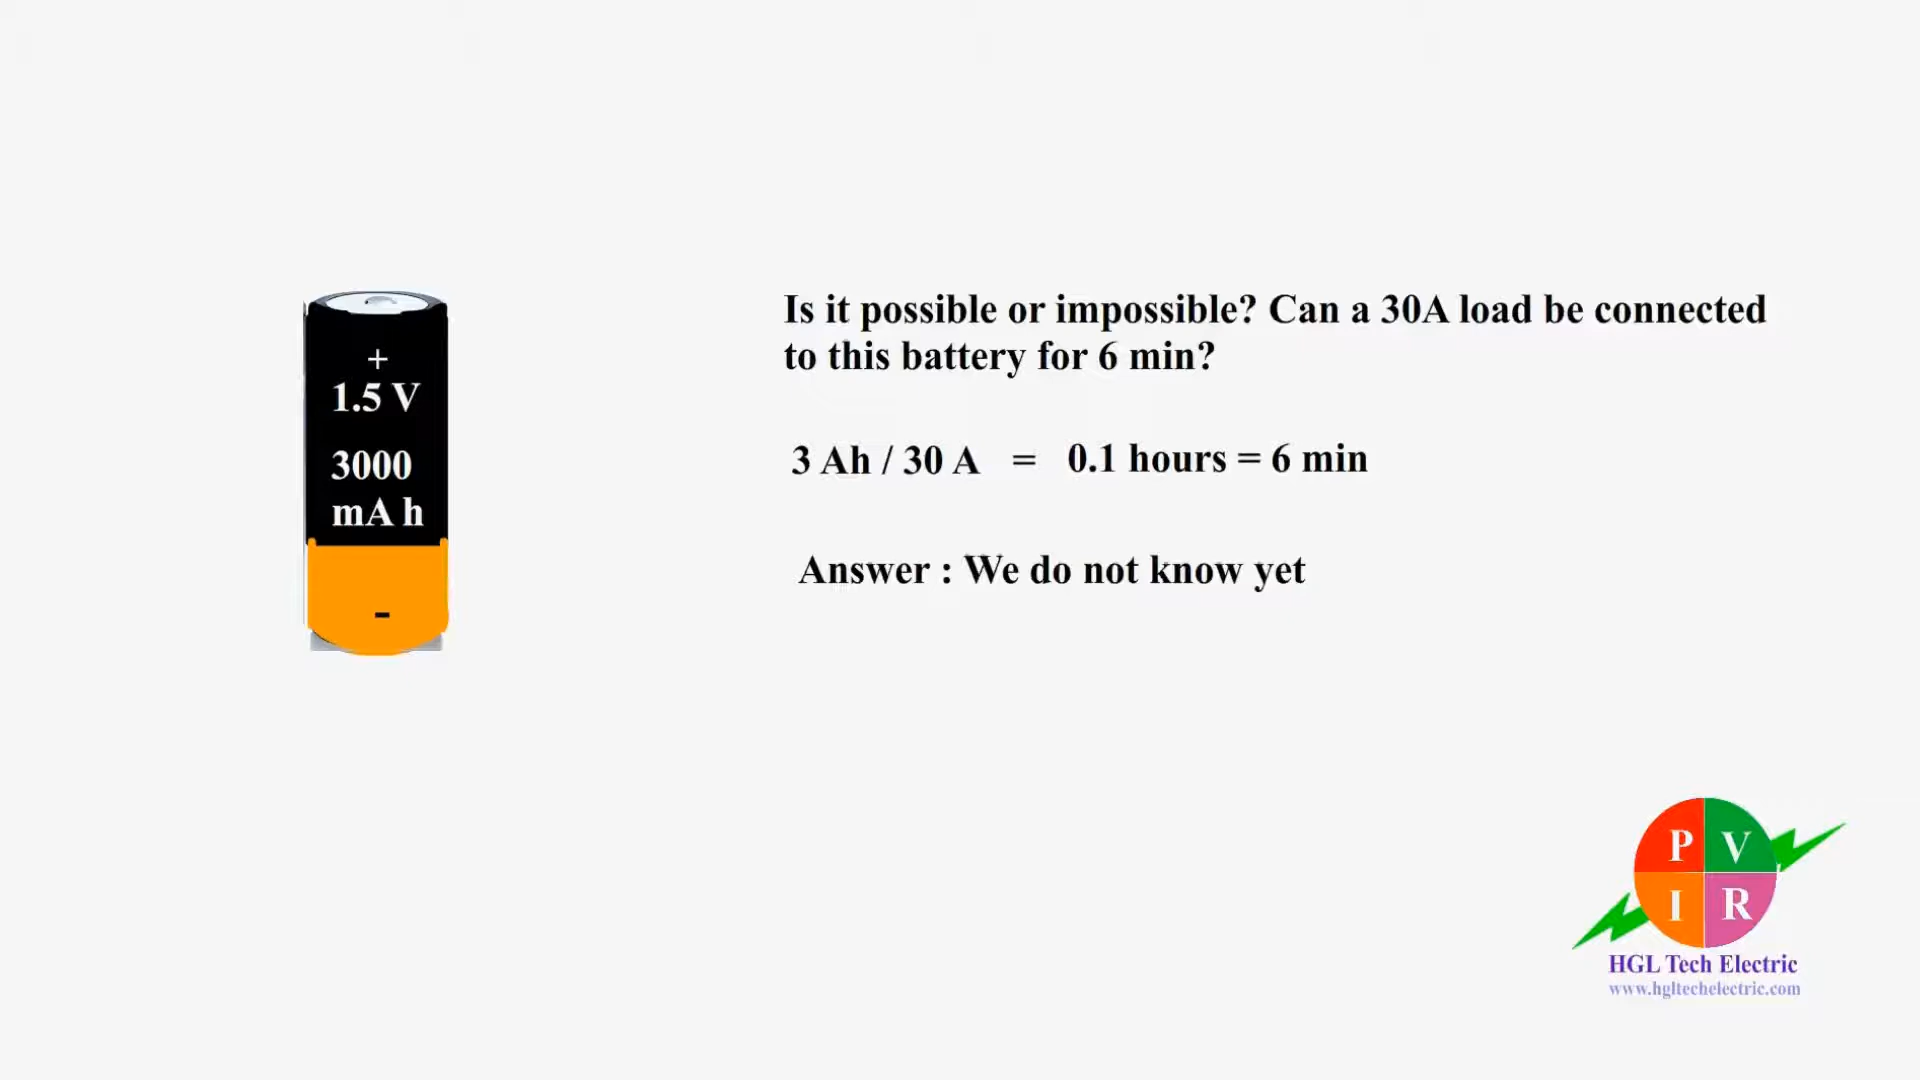 +
1.5 V
3000
mA h
-
Is it possible or impossible? Can a 30A load be connected
to this battery for 6 min?
3 Ah / 30 A = 0.1 hours = 6 min
Answer : We do not know yet
P V
I R
HGL Tech Electric
www.hgltechelectric.com